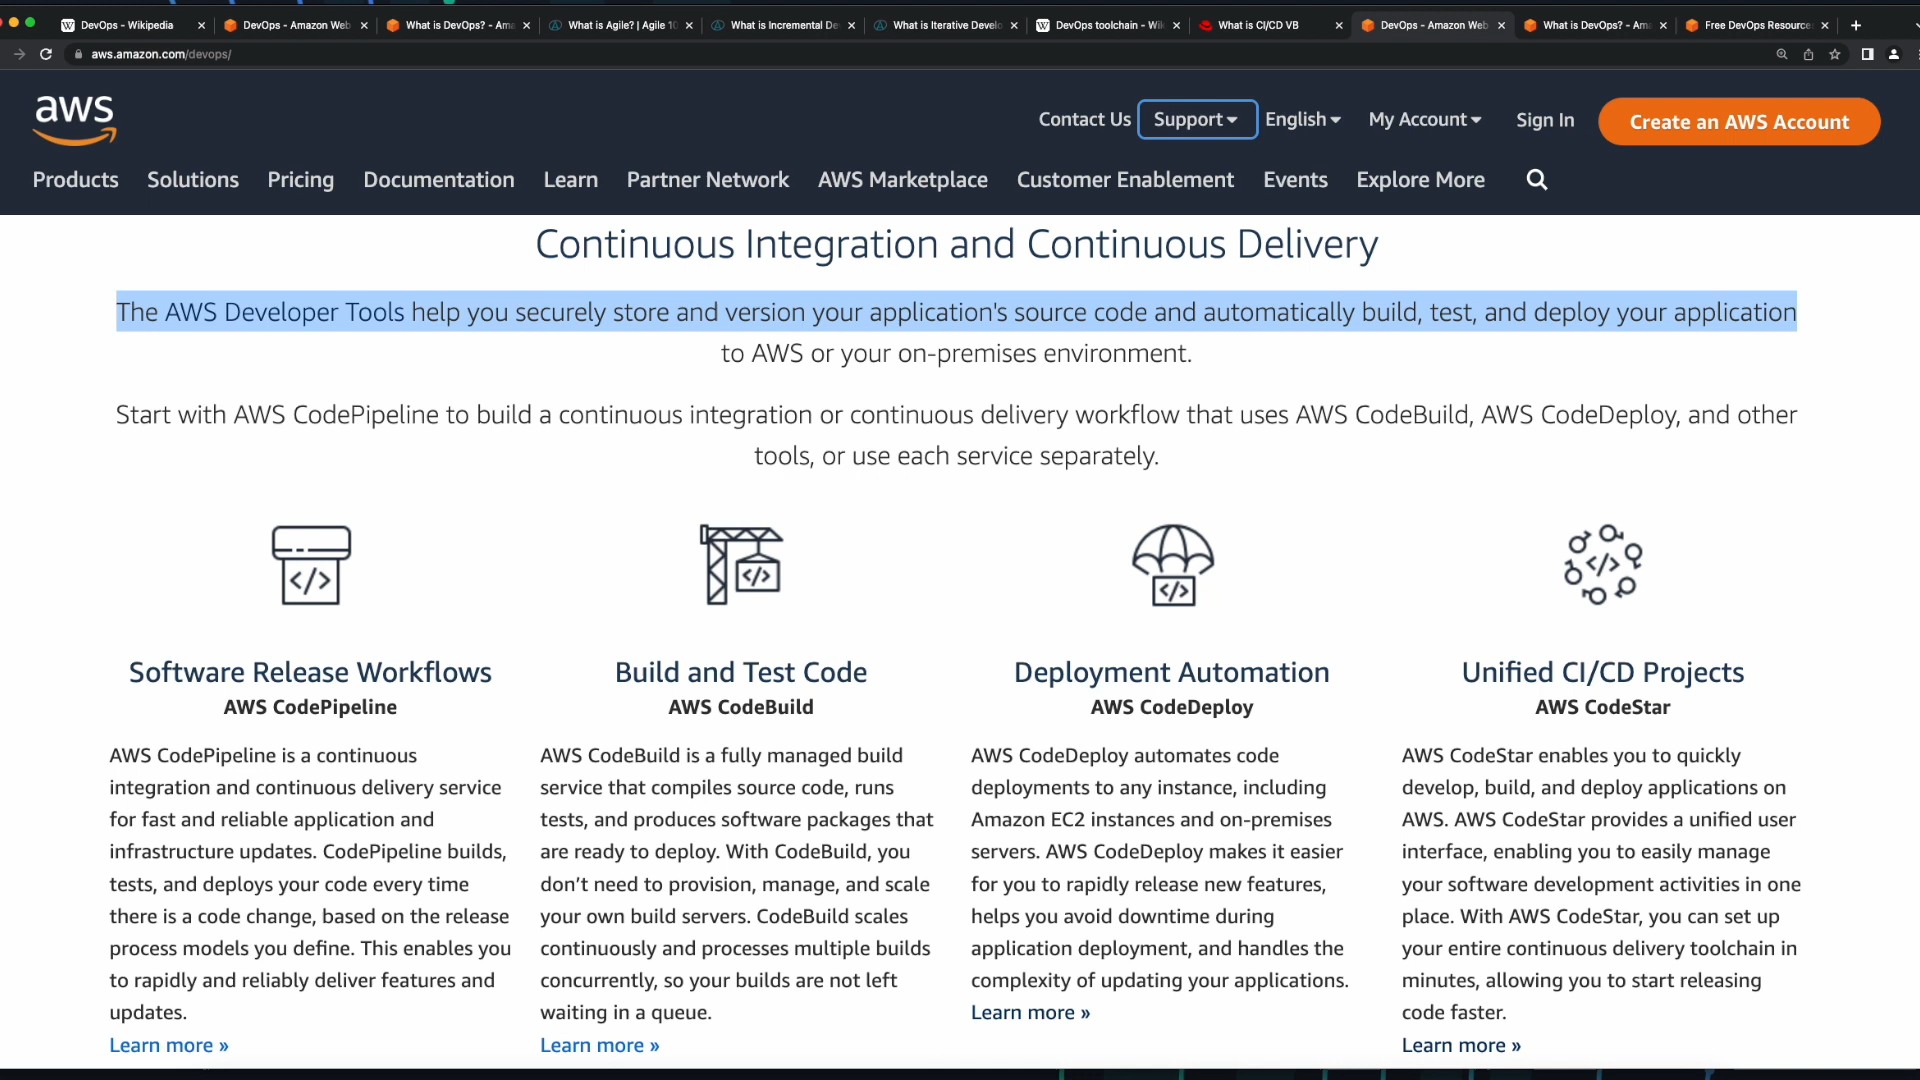 DevOps - Wikipedia
DevOps - Amazon Web
What is DevOps? - Ama
What is Agile? | Agile 10
What is Incremental De
What is Iterative Develo
DevOps toolchain - Wik
What is CI/CD VB
DevOps - Amazon Web
What is DevOps? - Ama
Free DevOps Resource
aws.amazon.com/devops/
aws
Contact Us
Support
English
My Account
Sign In
Create an AWS Account
Products
Solutions
Pricing
Documentation
Learn
Partner Network
AWS Marketplace
Customer Enablement
Events
Explore More
Continuous Integration and Continuous Delivery
The AWS Developer Tools help you securely store and version your application's source code and automatically build, test, and deploy your application
to AWS or your on-premises environment.
Start with AWS CodePipeline to build a continuous integration or continuous delivery workflow that uses AWS CodeBuild, AWS CodeDeploy, and other
tools, or use each service separately.
</>
</>
</>
</>
Software Release Workflows
AWS CodePipeline
AWS CodePipeline is a continuous
integration and continuous delivery service
for fast and reliable application and
infrastructure updates. CodePipeline builds,
tests, and deploys your code every time
there is a code change, based on the release
process models you define. This enables you
to rapidly and reliably deliver features and
updates.
Learn more »
Build and Test Code
AWS CodeBuild
AWS CodeBuild is a fully managed build
service that compiles source code, runs
tests, and produces software packages that
are ready to deploy. With CodeBuild, you
don’t need to provision, manage, and scale
your own build servers. CodeBuild scales
continuously and processes multiple builds
concurrently, so your builds are not left
waiting in a queue.
Learn more »
Deployment Automation
AWS CodeDeploy
AWS CodeDeploy automates code
deployments to any instance, including
Amazon EC2 instances and on-premises
servers. AWS CodeDeploy makes it easier
for you to rapidly release new features,
helps you avoid downtime during
application deployment, and handles the
complexity of updating your applications.
Learn more »
Unified CI/CD Projects
AWS CodeStar
AWS CodeStar enables you to quickly
develop, build, and deploy applications on
AWS. AWS CodeStar provides a unified user
interface, enabling you to easily manage
your software development activities in one
place. With AWS CodeStar, you can set up
your entire continuous delivery toolchain in
minutes, allowing you to start releasing
code faster.
Learn more »